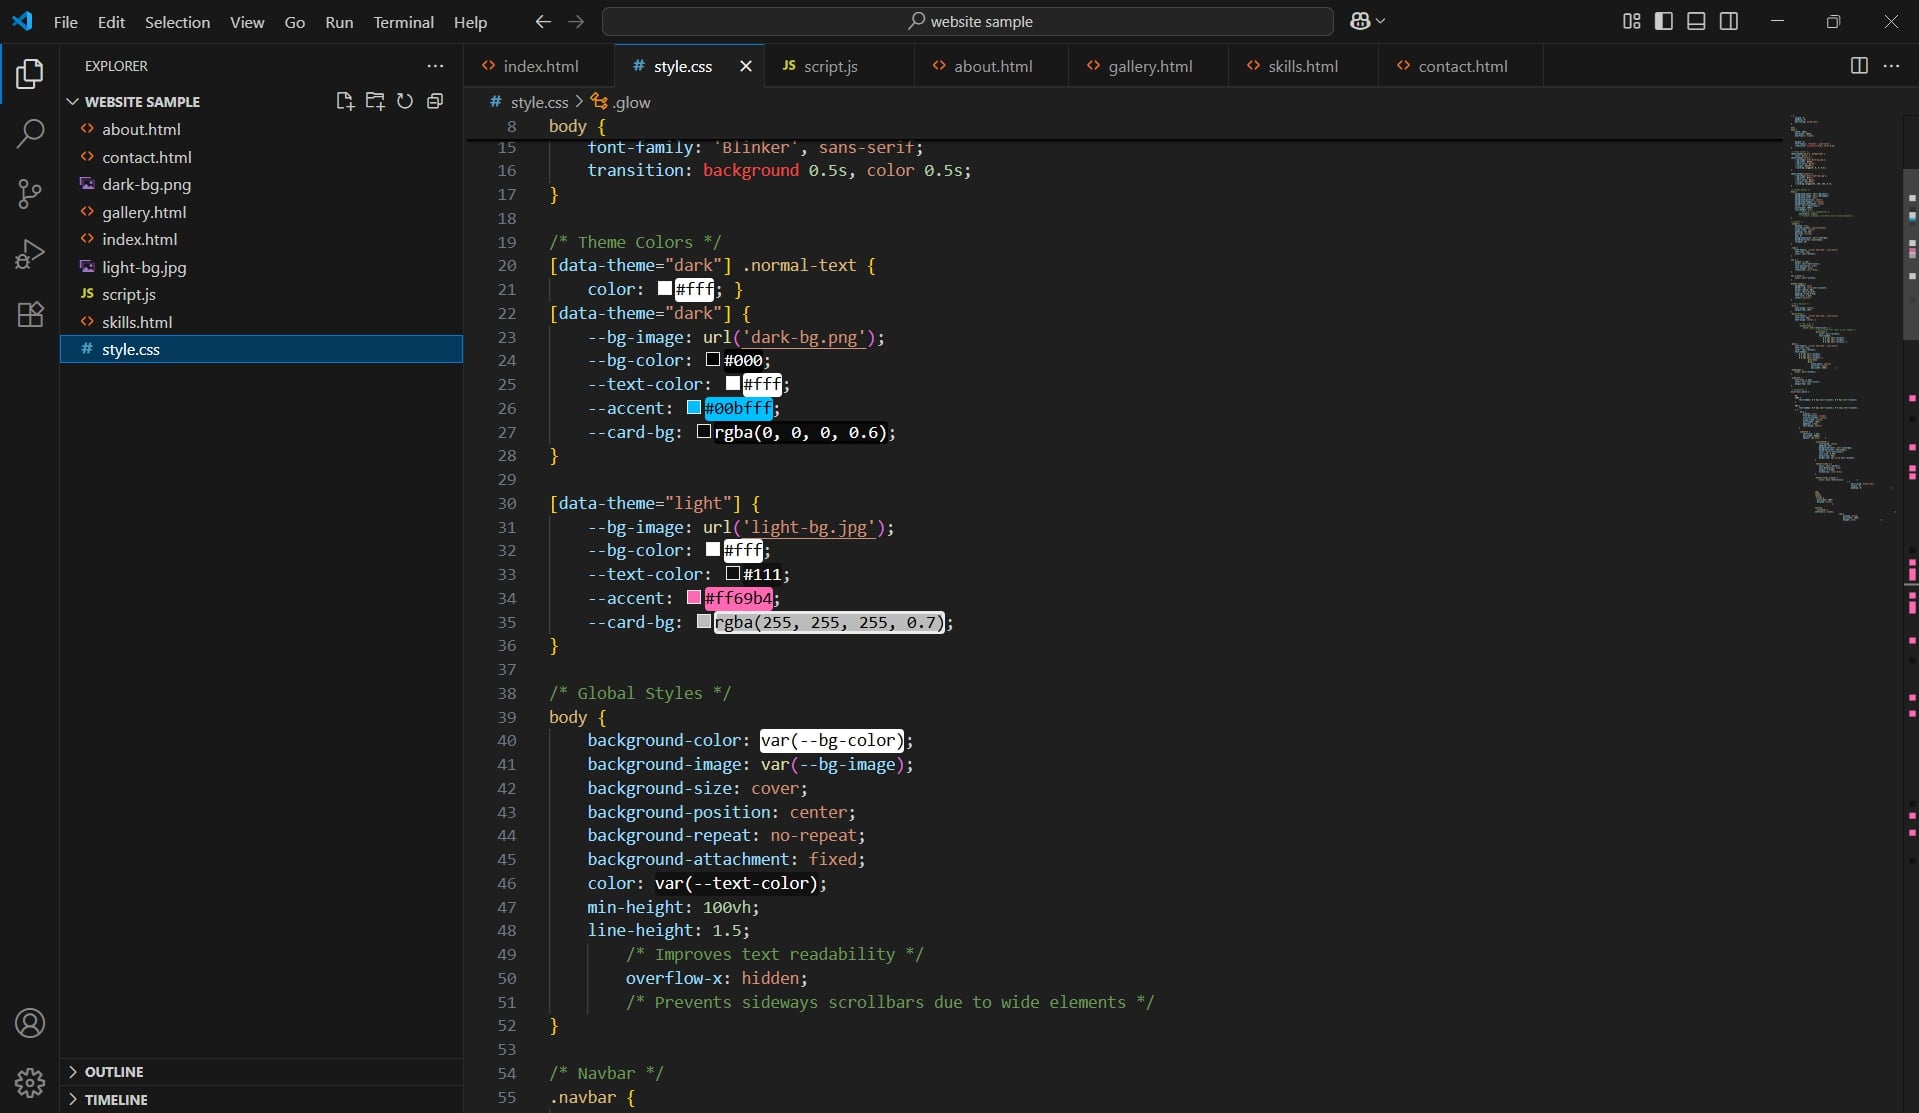 File Edit Selection View Go Run Terminal Help
website sample
EXPLORER
WEBSITE SAMPLE
about.html
contact.html
dark-bg.png
gallery.html
index.html
light-bg.jpg
JS script.js
skills.html
# style.css
OUTLINE
TIMELINE
index.html
# style.css
JS script.js
about.html
gallery.html
skills.html
contact.html
# style.css > .glow
8 body {
15 font-family: 'Blinker', sans-serif;
16 transition: background 0.5s, color 0.5s;
17 }
18
19 /* Theme Colors */
20 [data-theme="dark"] .normal-text {
21 color: #fff; }
22 [data-theme="dark"] {
23 --bg-image: url('dark-bg.png');
24 --bg-color: #000;
25 --text-color: #fff;
26 --accent: #00bfff;
27 --card-bg: rgba(0, 0, 0, 0.6);
28 }
29
30 [data-theme="light"] {
31 --bg-image: url('light-bg.jpg');
32 --bg-color: #fff;
33 --text-color: #111;
34 --accent: #ff69b4;
35 --card-bg: rgba(255, 255, 255, 0.7);
36 }
37
38 /* Global Styles */
39 body {
40 background-color: var(--bg-color);
41 background-image: var(--bg-image);
42 background-size: cover;
43 background-position: center;
44 background-repeat: no-repeat;
45 background-attachment: fixed;
46 color: var(--text-color);
47 min-height: 100vh;
48 line-height: 1.5;
49 /* Improves text readability */
50 overflow-x: hidden;
51 /* Prevents sideways scrollbars due to wide elements */
52 }
53
54 /* Navbar */
55 .navbar {